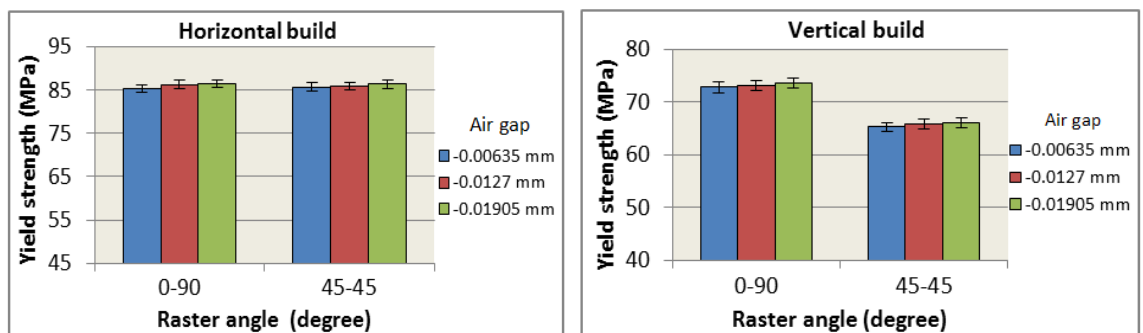 Horizontal build
Yield strength (MPa)
95
85
75
65
55
45
0-90
45-45
Raster angle (degree)
Air gap
-0.00635 mm
-0.0127 mm
-0.01905 mm
Vertical build
Yield strength (MPa)
80
70
60
50
40
0-90
45-45
Raster angle (degree)
Air gap
-0.00635 mm
-0.0127 mm
-0.01905 mm